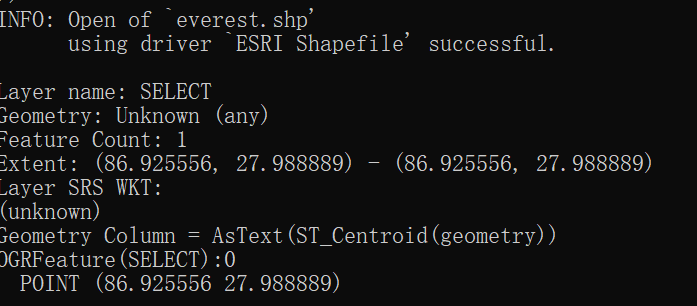 INFO: Open of `everest.shp'
using driver `ESRI Shapefile' successful.
Layer name: SELECT
Geometry: Unknown (any)
Feature Count: 1
Extent: (86.925556, 27.988889) - (86.925556, 27.988889)
Layer SRS WKT:
(unknown)
Geometry Column = AsText(ST_Centroid(geometry))
OGRFeature(SELECT):0
POINT (86.925556 27.988889)